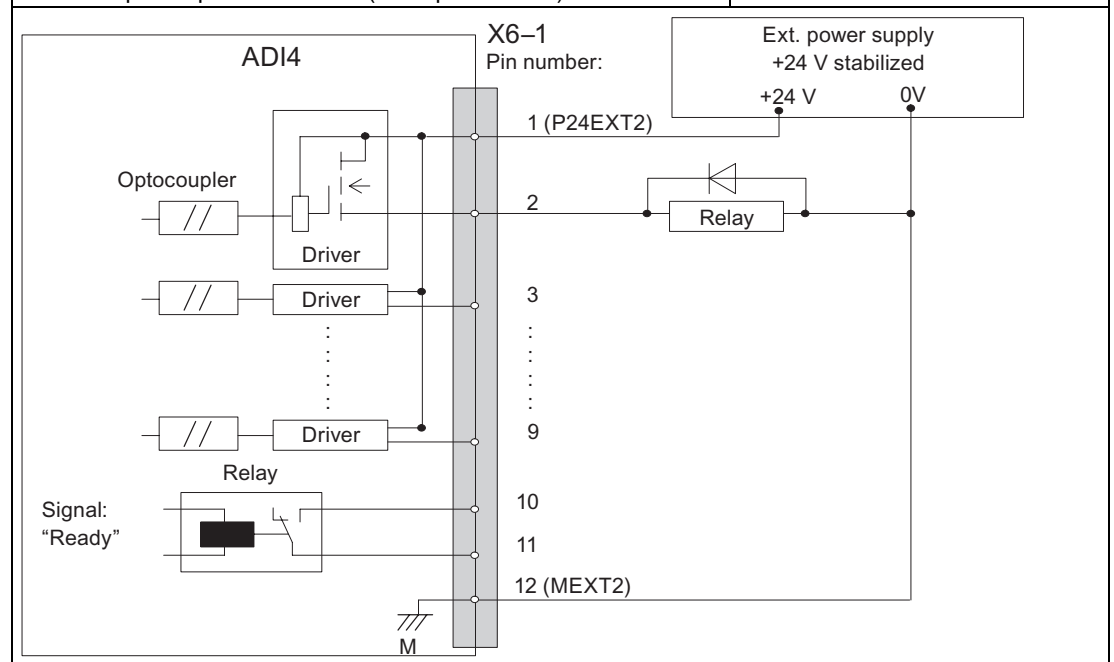 ADI4
X6–1
Pin number:
Ext. power supply
+24 V stabilized
+24 V
0V
1 (P24EXT2)
Optocoupler
//
2
Relay
Driver
//
Driver
3
//
Driver
9
Relay
Signal:
“Ready”
10
11
12 (MEXT2)
M